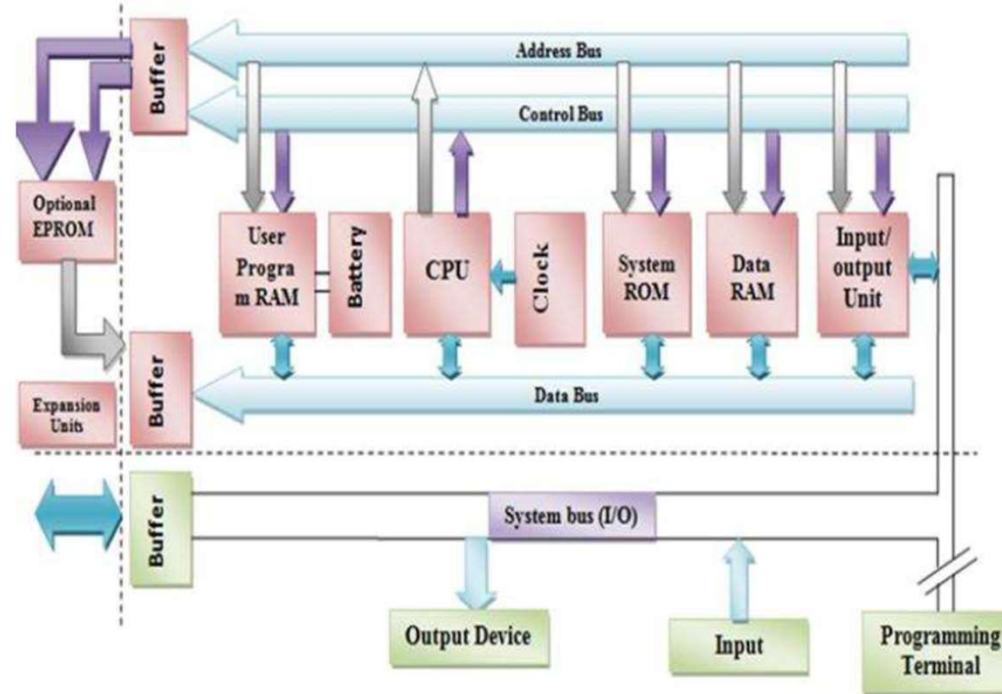 Address Bus
Buffer
Control Bus
Optional
EPROM
User
Progra
m RAM
Battery
CPU
Clock
System
ROM
Data
RAM
Input/
output
Unit
Buffer
Data Bus
Expansion
Units
Buffer
System bus (I/O)
Output Device
Input
Programming
Terminal